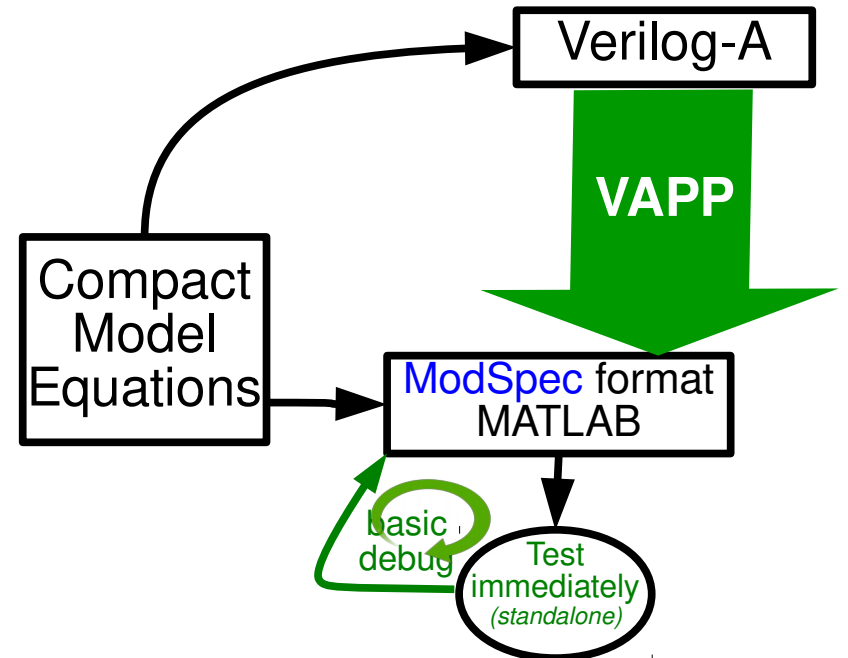 Verilog-A
VAPP
Compact
Model
Equations
ModSpec format
MATLAB
basic
debug
Test
immediately
(standalone)